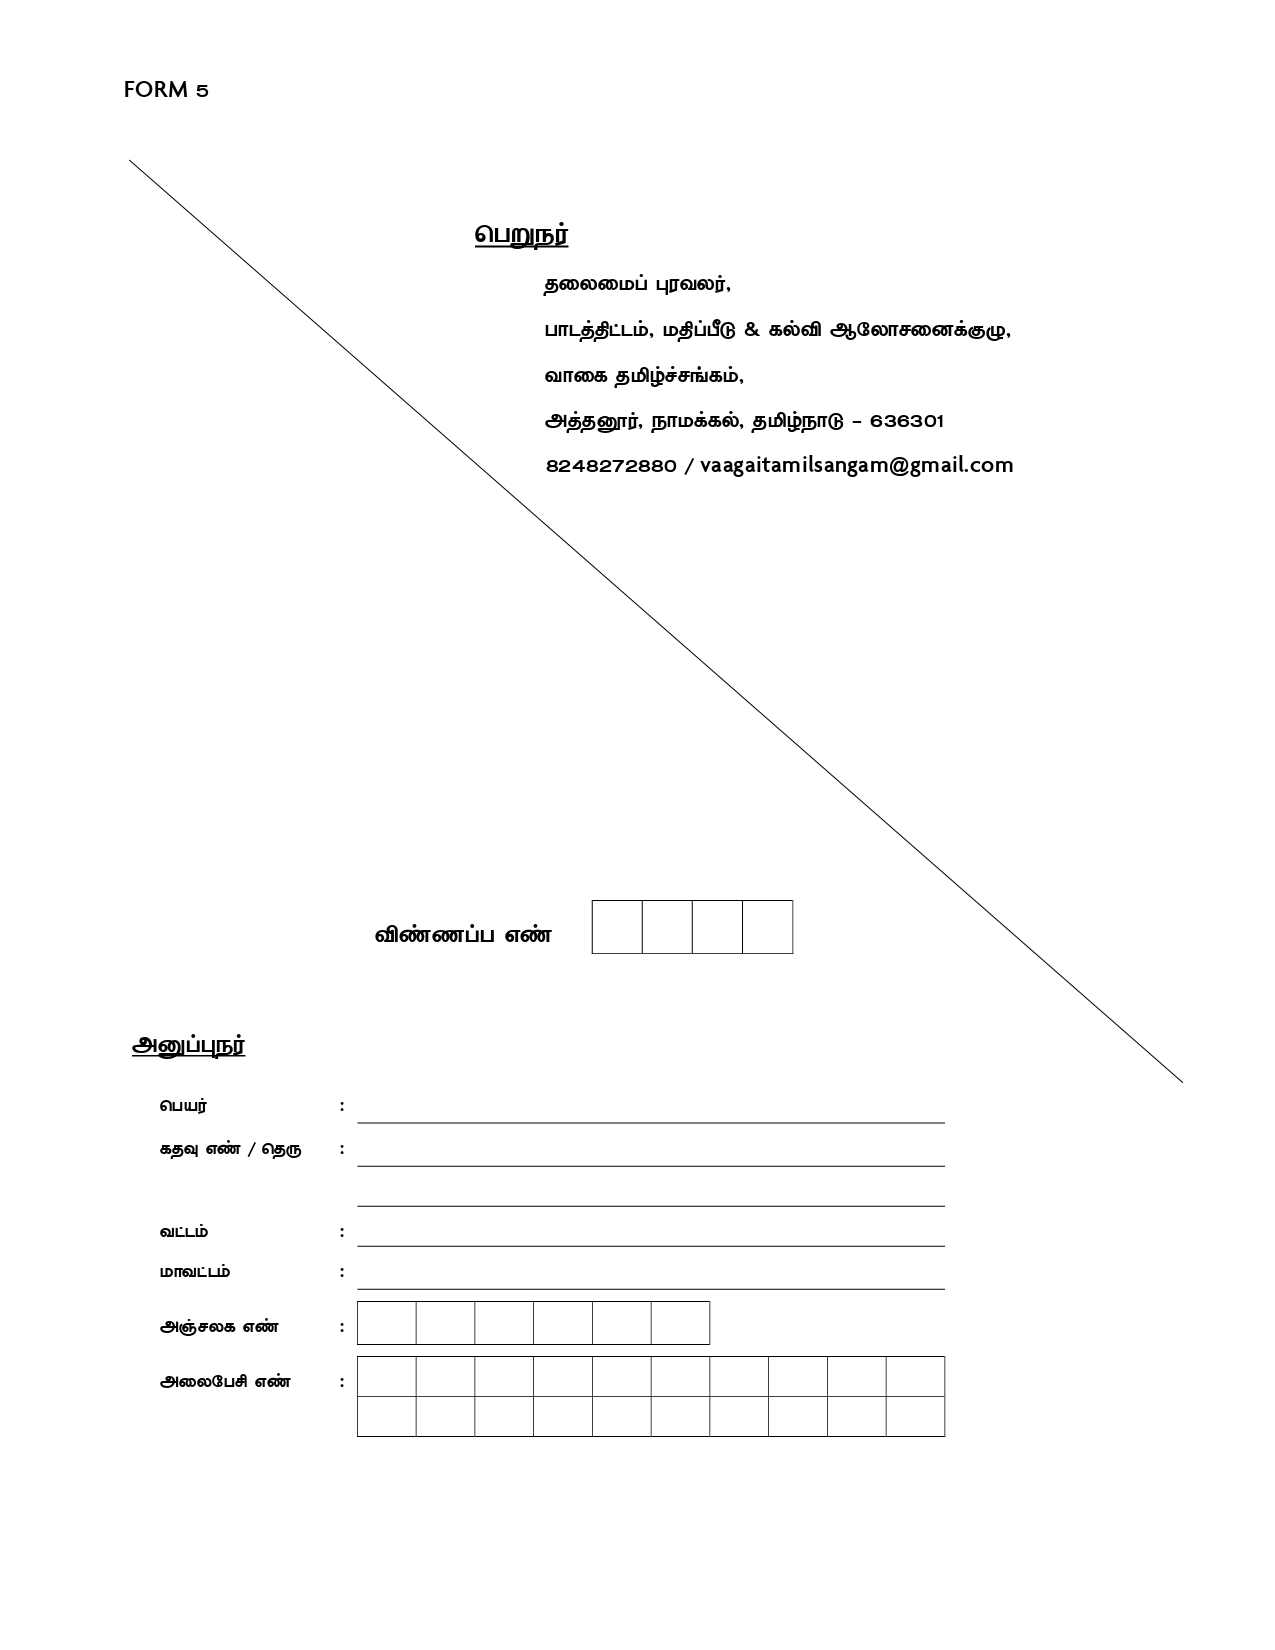 FORM 5
பெறுநர்
தலைமைப் புரவலர்,
பாடத்திட்டம், மதிப்பீடு & கல்வி ஆலோசனைக்குழு,
வாகை தமிழ்ச்சங்கம்,
அத்தனூர், நாமக்கல், தமிழ்நாடு – 636301
8248272880 / vaagaitamilsangam@gmail.com
விண்ணப்ப எண்
அனுப்புநர்
பெயர் :
கதவு எண் / தெரு :
வட்டம் :
மாவட்டம் :
அஞ்சலக எண் :
அலைபேசி எண் :